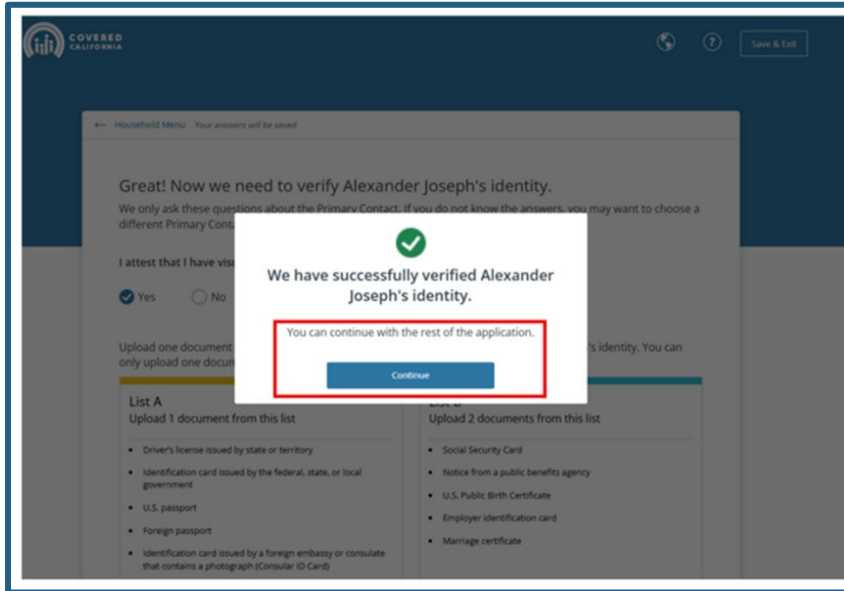 COVERED
CALIFORNIA
?
Save & Exit
← Household Menu Your answers will be saved
Great! Now we need to verify Alexander Joseph's identity.
We only ask these questions about the Primary Contact. If you do not know the answers, you may want to choose a
different Primary
I attest that I have
Yes No
We have successfully verified Alexander
Joseph's identity.
You can continue with the rest of the application.
Continue
Upload one document 's identity. You can
only upload one
List A
Upload 1 document from this list
• Driver's license issued by state or territory
• Identification card issued by the federal, state, or local
government
• U.S. passport
• Foreign passport
• Identification card issued by a foreign embassy or consulate
that contains a photograph (Consular ID Card)
Upload 2 documents from this list
• Social Security Card
• Notice from a public benefits agency
• U.S. Public Birth Certificate
• Employer identification card
• Marriage certificate